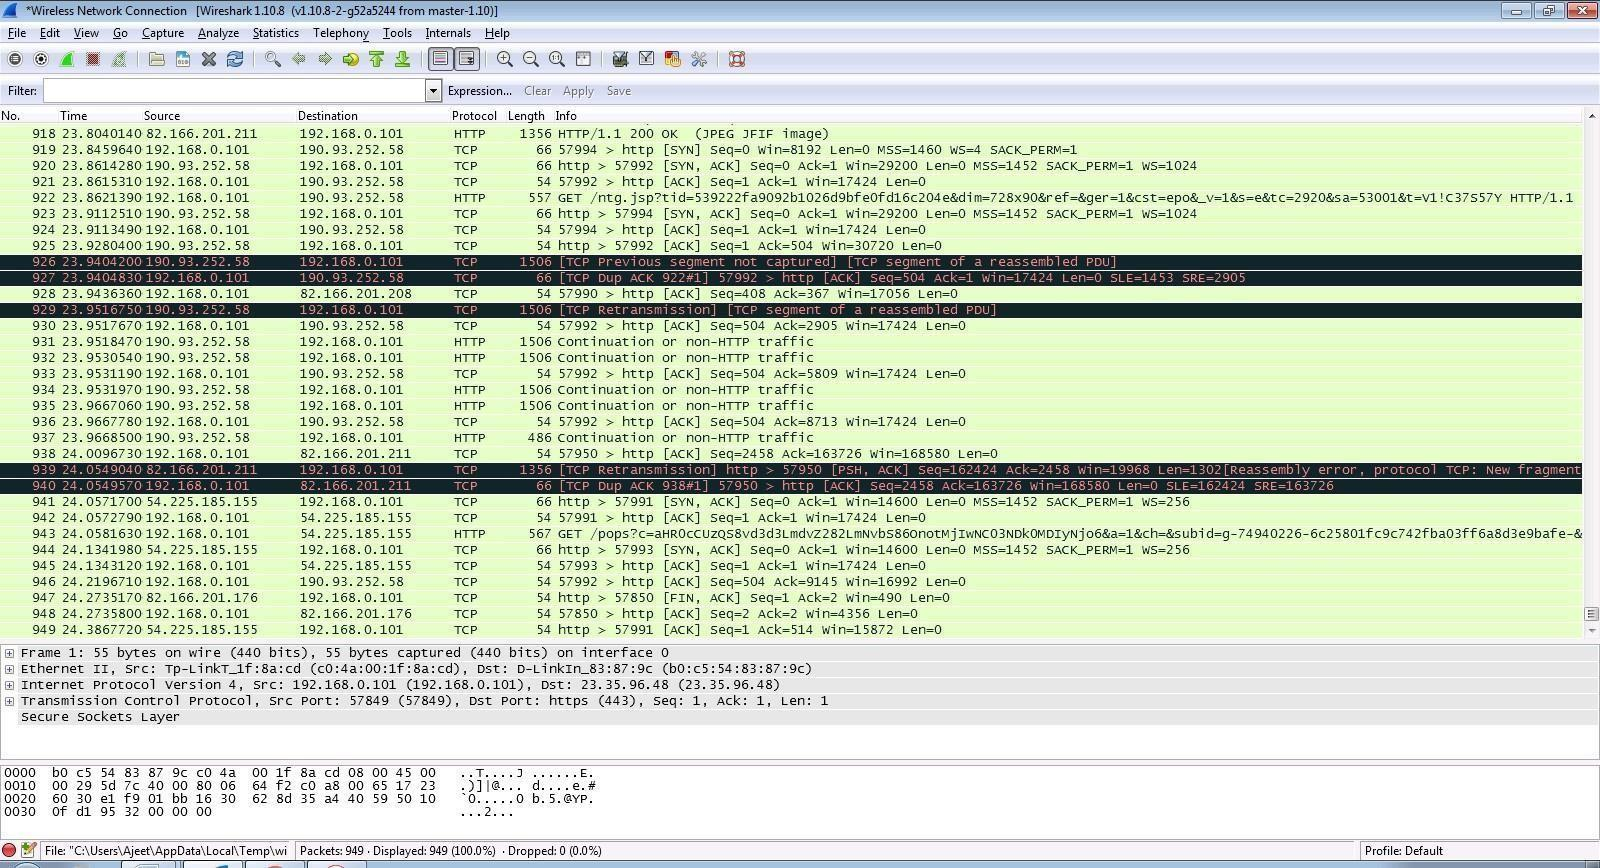 *Wireless Network Connection [Wireshark 1.10.8 (v1.10.8-2-g52a5244 from master-1.10)]
File Edit View Go Capture Analyze Statistics Telephony Tools Internals Help
Filter: Expression... Clear Apply Save
No. Time Source Destination Protocol Length Info
918 23.8040140 82.166.201.211 192.168.0.101 HTTP 1356 HTTP/1.1 200 OK (JPEG JFIF image)
919 23.8459640 192.168.0.101 190.93.252.58 TCP 66 57994 > http [SYN] Seq=0 Win=8192 Len=0 MSS=1460 WS=4 SACK_PERM=1
920 23.8614280 190.93.252.58 192.168.0.101 TCP 66 http > 57992 [SYN, ACK] Seq=0 Ack=1 Win=29200 Len=0 MSS=1452 SACK_PERM=1 WS=1024
921 23.8615310 192.168.0.101 190.93.252.58 TCP 54 57992 > http [ACK] Seq=1 Ack=1 Win=17424 Len=0
922 23.8621390 192.168.0.101 190.93.252.58 HTTP 557 GET /ntg.jsp?tid=539222fa9092b1026d9bfe0fd16c204e&dim=728x90&ref=&ger=1&cst=epo&_v=1&s=e&tc=2920&sa=53001&t=v1!C37S57Y HTTP/1.1
923 23.9112510 190.93.252.58 192.168.0.101 TCP 66 http > 57994 [SYN, ACK] Seq=0 Ack=1 Win=29200 Len=0 MSS=1452 SACK_PERM=1 WS=1024
924 23.9113490 192.168.0.101 190.93.252.58 TCP 54 57994 > http [ACK] Seq=1 Ack=1 Win=17424 Len=0
925 23.9280400 190.93.252.58 192.168.0.101 TCP 54 http > 57992 [ACK] Seq=1 Ack=504 Win=30720 Len=0
926 23.9404200 190.93.252.58 192.168.0.101 TCP 1506 [TCP Previous segment not captured] [TCP segment of a reassembled PDU]
927 23.9404830 192.168.0.101 190.93.252.58 TCP 66 [TCP Dup ACK 922#1] 57992 > http [ACK] Seq=504 Ack=1 Win=17424 Len=0 SLE=1453 SRE=2905
928 23.9436360 192.168.0.101 82.166.201.208 TCP 54 57990 > http [ACK] Seq=408 Ack=367 Win=17056 Len=0
929 23.9516750 190.93.252.58 192.168.0.101 TCP 1506 [TCP Retransmission] [TCP segment of a reassembled PDU]
930 23.9517670 192.168.0.101 190.93.252.58 TCP 54 57992 > http [ACK] Seq=504 Ack=2905 Win=17424 Len=0
931 23.9518470 190.93.252.58 192.168.0.101 HTTP 1506 Continuation or non-HTTP traffic
932 23.9530540 190.93.252.58 192.168.0.101 HTTP 1506 Continuation or non-HTTP traffic
933 23.9531190 192.168.0.101 190.93.252.58 TCP 54 57992 > http [ACK] Seq=504 Ack=5809 Win=17424 Len=0
934 23.9531970 190.93.252.58 192.168.0.101 HTTP 1506 Continuation or non-HTTP traffic
935 23.9667060 190.93.252.58 192.168.0.101 HTTP 1506 Continuation or non-HTTP traffic
936 23.9667780 192.168.0.101 190.93.252.58 TCP 54 57992 > http [ACK] Seq=504 Ack=8713 Win=17424 Len=0
937 23.9668500 190.93.252.58 192.168.0.101 HTTP 486 Continuation or non-HTTP traffic
938 24.0096730 192.168.0.101 82.166.201.211 TCP 54 57950 > http [ACK] Seq=2458 Ack=163726 Win=168580 Len=0
939 24.0549040 82.166.201.211 192.168.0.101 TCP 1356 [TCP Retransmission] http > 57950 [PSH, ACK] Seq=162424 Ack=2458 Win=19968 Len=1302[Reassembly error, protocol TCP: New fragment
940 24.0549570 192.168.0.101 82.166.201.211 TCP 66 [TCP Dup ACK 938#1] 57950 > http [ACK] Seq=2458 Ack=163726 Win=168580 Len=0 SLE=162424 SRE=163726
941 24.0571700 54.225.185.155 192.168.0.101 TCP 66 http > 57991 [SYN, ACK] Seq=0 Ack=1 Win=14600 Len=0 MSS=1452 SACK_PERM=1 WS=256
942 24.0572790 192.168.0.101 54.225.185.155 TCP 54 57991 > http [ACK] Seq=1 Ack=1 Win=17424 Len=0
943 24.0581630 192.168.0.101 54.225.185.155 HTTP 567 GET /pops?c=aHR0cCUzQS8vd3d3LmdvZ282LmNvbS86OnotMjIwNC03NDk0MDIyNjo6&a=1&ch=&subid=g-74940226-6c25801fc9c742fba03ff6a8d3e9bafe-&
944 24.1341980 54.225.185.155 192.168.0.101 TCP 66 http > 57993 [SYN, ACK] Seq=0 Ack=1 Win=14600 Len=0 MSS=1452 SACK_PERM=1 WS=256
945 24.1343120 192.168.0.101 54.225.185.155 TCP 54 57993 > http [ACK] Seq=1 Ack=1 Win=17424 Len=0
946 24.2196710 192.168.0.101 190.93.252.58 TCP 54 57992 > http [ACK] Seq=504 Ack=9145 Win=16992 Len=0
947 24.2735170 82.166.201.176 192.168.0.101 TCP 54 http > 57850 [FIN, ACK] Seq=1 Ack=2 Win=490 Len=0
948 24.2735800 192.168.0.101 82.166.201.176 TCP 54 57850 > http [ACK] Seq=2 Ack=2 Win=4356 Len=0
949 24.3867720 54.225.185.155 192.168.0.101 TCP 54 http > 57991 [ACK] Seq=1 Ack=514 Win=15872 Len=0
Frame 1: 55 bytes on wire (440 bits), 55 bytes captured (440 bits) on interface 0
Ethernet II, Src: Tp-LinkT_1f:8a:cd (c0:4a:00:1f:8a:cd), Dst: D-LinkIn_83:87:9c (b0:c5:54:83:87:9c)
Internet Protocol Version 4, Src: 192.168.0.101 (192.168.0.101), Dst: 23.35.96.48 (23.35.96.48)
Transmission Control Protocol, Src Port: 57849 (57849), Dst Port: https (443), Seq: 1, Ack: 1, Len: 1
Secure Sockets Layer
0000 b0 c5 54 83 87 9c c0 4a 00 1f 8a cd 08 00 45 00 ..T....J ......E.
0010 00 29 5d 7c 40 00 80 06 64 f2 c0 a8 00 65 17 23 .)]|@... d....e.#
0020 60 30 e1 f9 01 bb 16 30 62 8d 35 a4 40 59 50 10 `0.....0 b.5.@YP.
0030 0f d1 95 32 00 00 00 ...2...
File: "C:\Users\Ajeet\AppData\Local\Temp\wi Packets: 949 · Displayed: 949 (100.0%) · Dropped: 0 (0.0%) Profile: Default